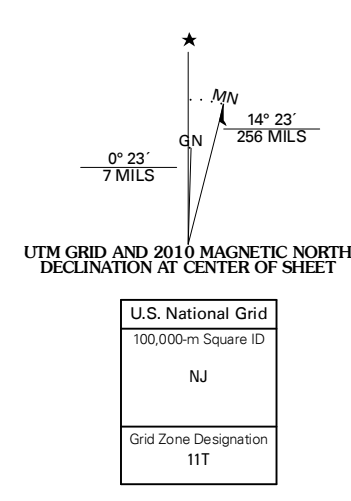 MN
14° 23´
256 MILS
GN
0° 23´
7 MILS
UTM GRID AND 2010 MAGNETIC NORTH
DECLINATION AT CENTER OF SHEET
U.S. National Grid
100,000-m Square ID
NJ
Grid Zone Designation
11T